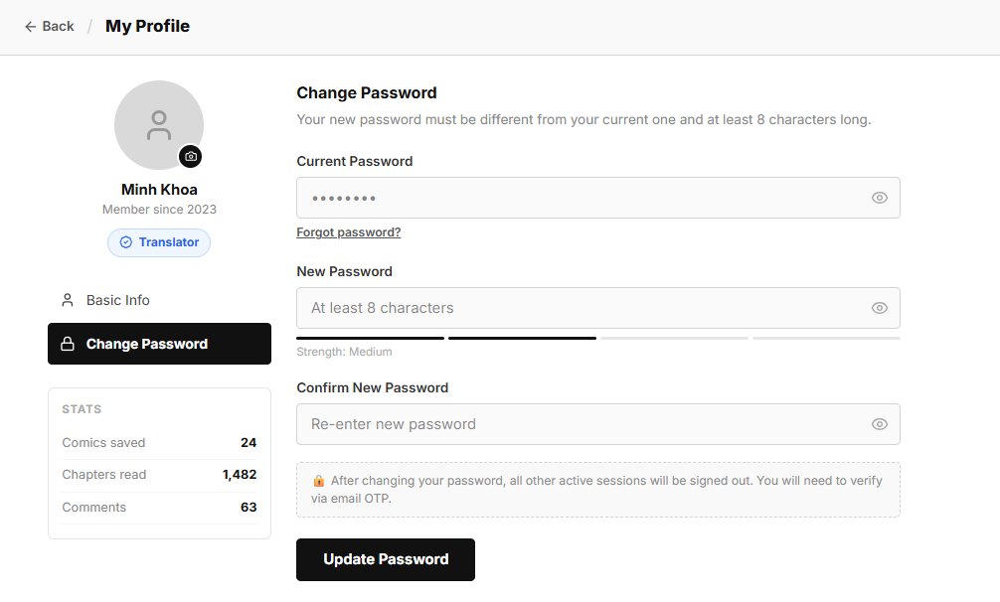 Back / My Profile
Minh Khoa
Member since 2023
Translator
Basic Info
Change Password
STATS
Comics saved 24
Chapters read 1,482
Comments 63
Change Password
Your new password must be different from your current one and at least 8 characters long.
Current Password
••••••••
Forgot password?
New Password
At least 8 characters
Strength: Medium
Confirm New Password
Re-enter new password
🔒 After changing your password, all other active sessions will be signed out. You will need to verify
via email OTP.
Update Password